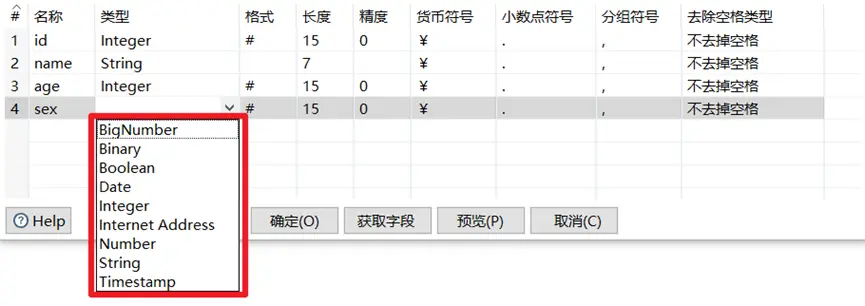 # 名称 类型 格式 长度 精度 货币符号 小数点符号 分组符号 去除空格类型
1 id Integer # 15 0 ¥ . , 不去掉空格
2 name String 7 ¥ . , 不去掉空格
3 age Integer # 15 0 ¥ . , 不去掉空格
4 sex # 15 0 ¥ . , 不去掉空格
BigNumber
Binary
Boolean
Date
Integer
Internet Address
Number
String
Timestamp
Help 确定(O) 获取字段 预览(P) 取消(C)